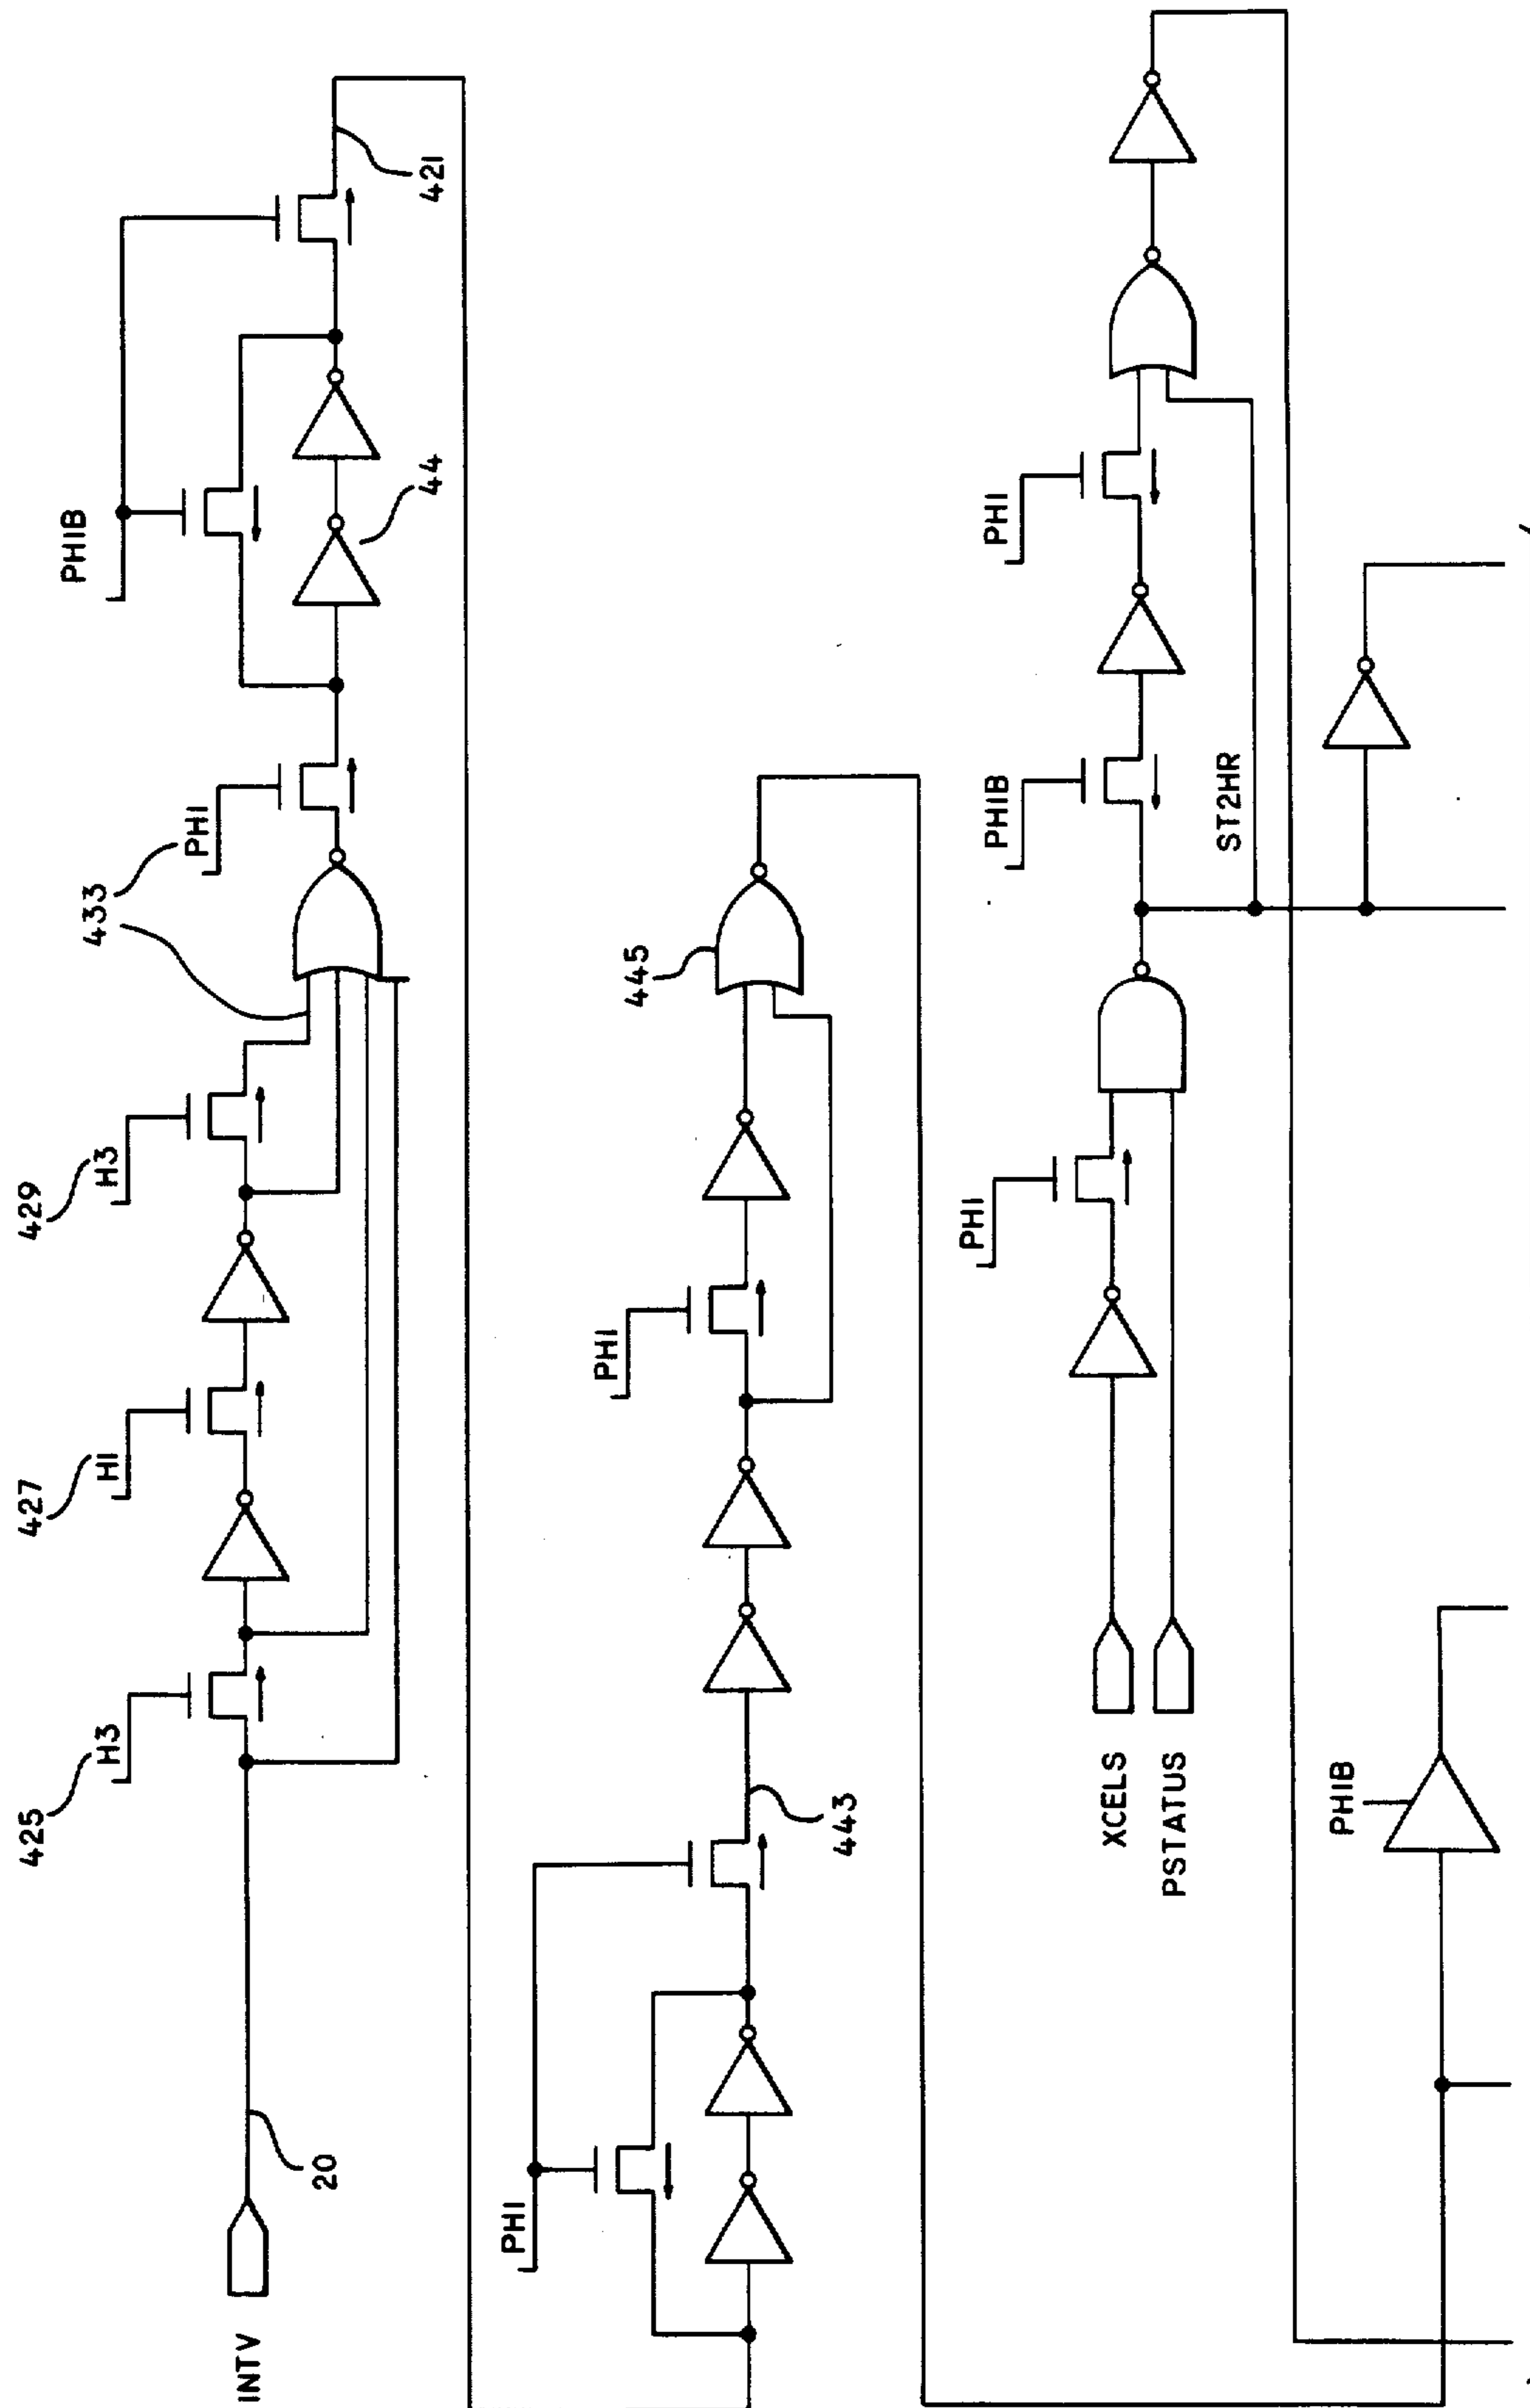 INTV
20
425
H3
427
H1
429
H3
433
PHI
PHIB
44
421
PHI
443
PHI
445
XCELS
PSTATUS
PHI
PHIB
ST2HR
PHI
PHIB